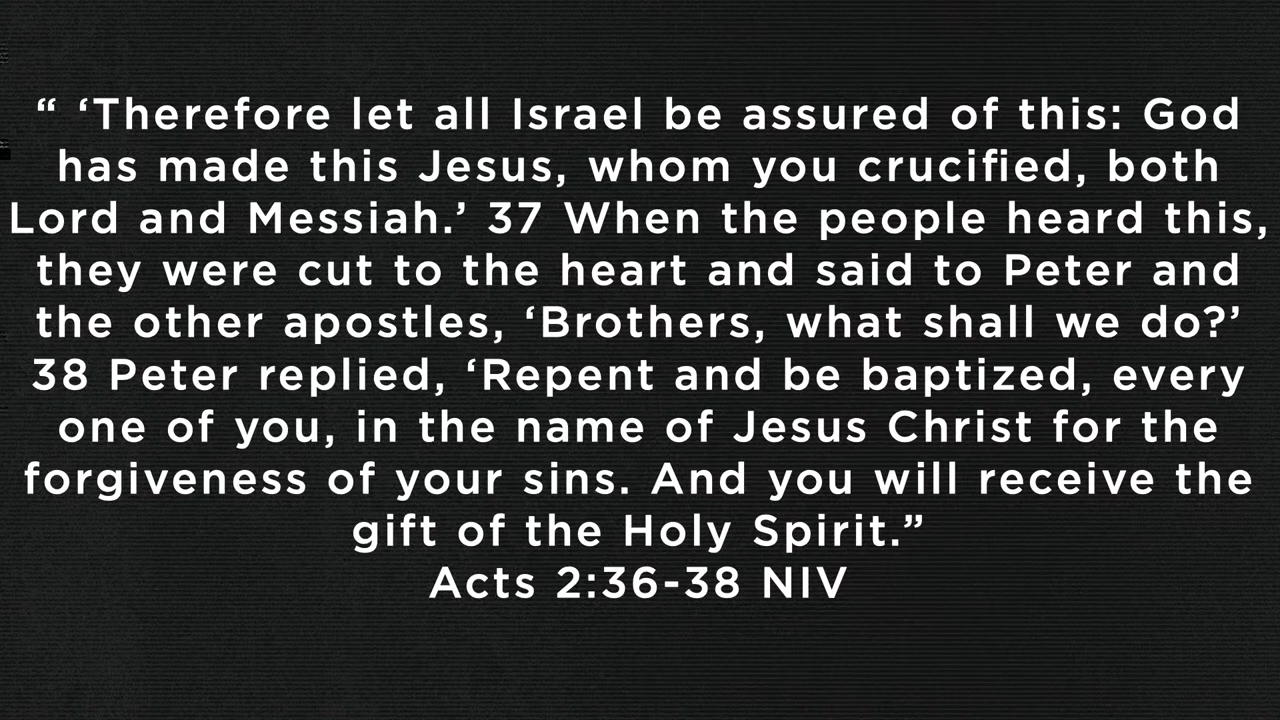 “ ‘Therefore let all Israel be assured of this: God
has made this Jesus, whom you crucified, both
Lord and Messiah.’ 37 When the people heard this,
they were cut to the heart and said to Peter and
the other apostles, ‘Brothers, what shall we do?’
38 Peter replied, ‘Repent and be baptized, every
one of you, in the name of Jesus Christ for the
forgiveness of your sins. And you will receive the
gift of the Holy Spirit.”
Acts 2:36-38 NIV